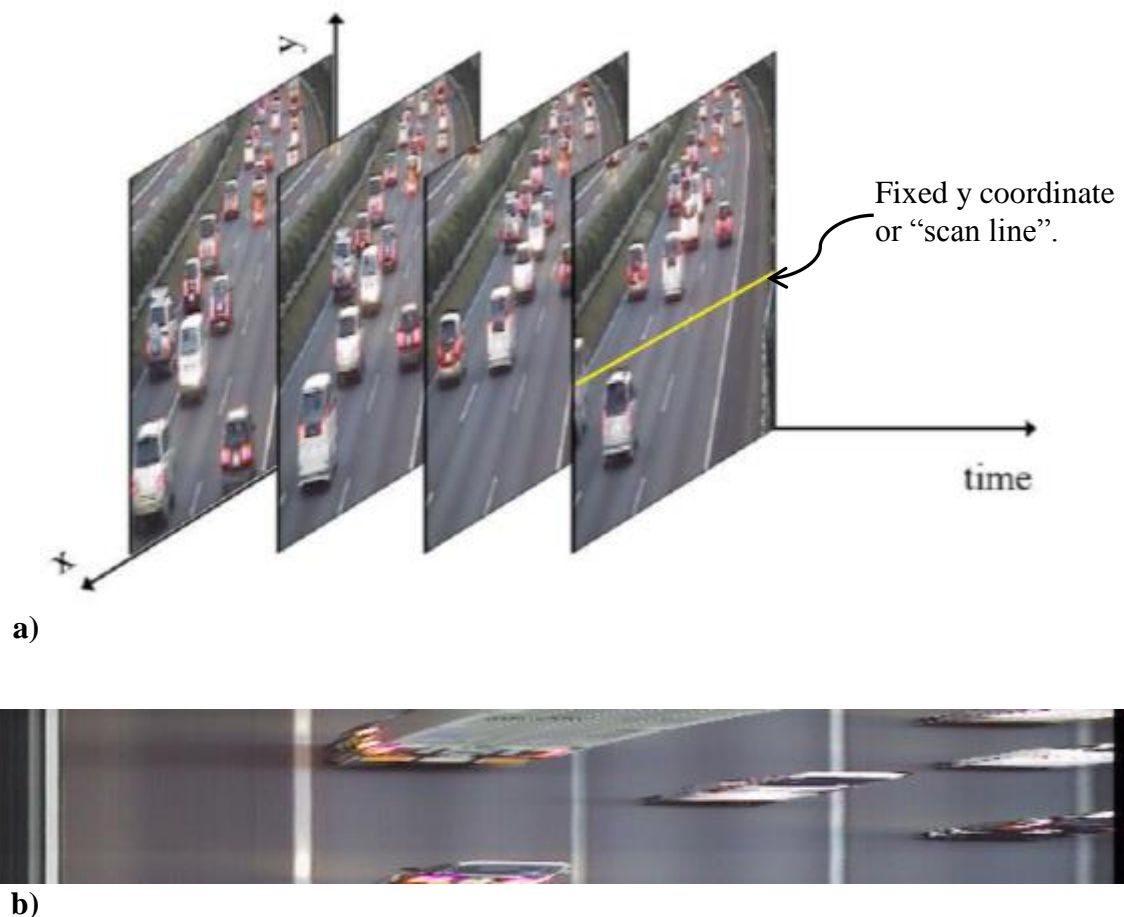 y
Fixed y coordinate
or “scan line”.
time
x
a)
b)